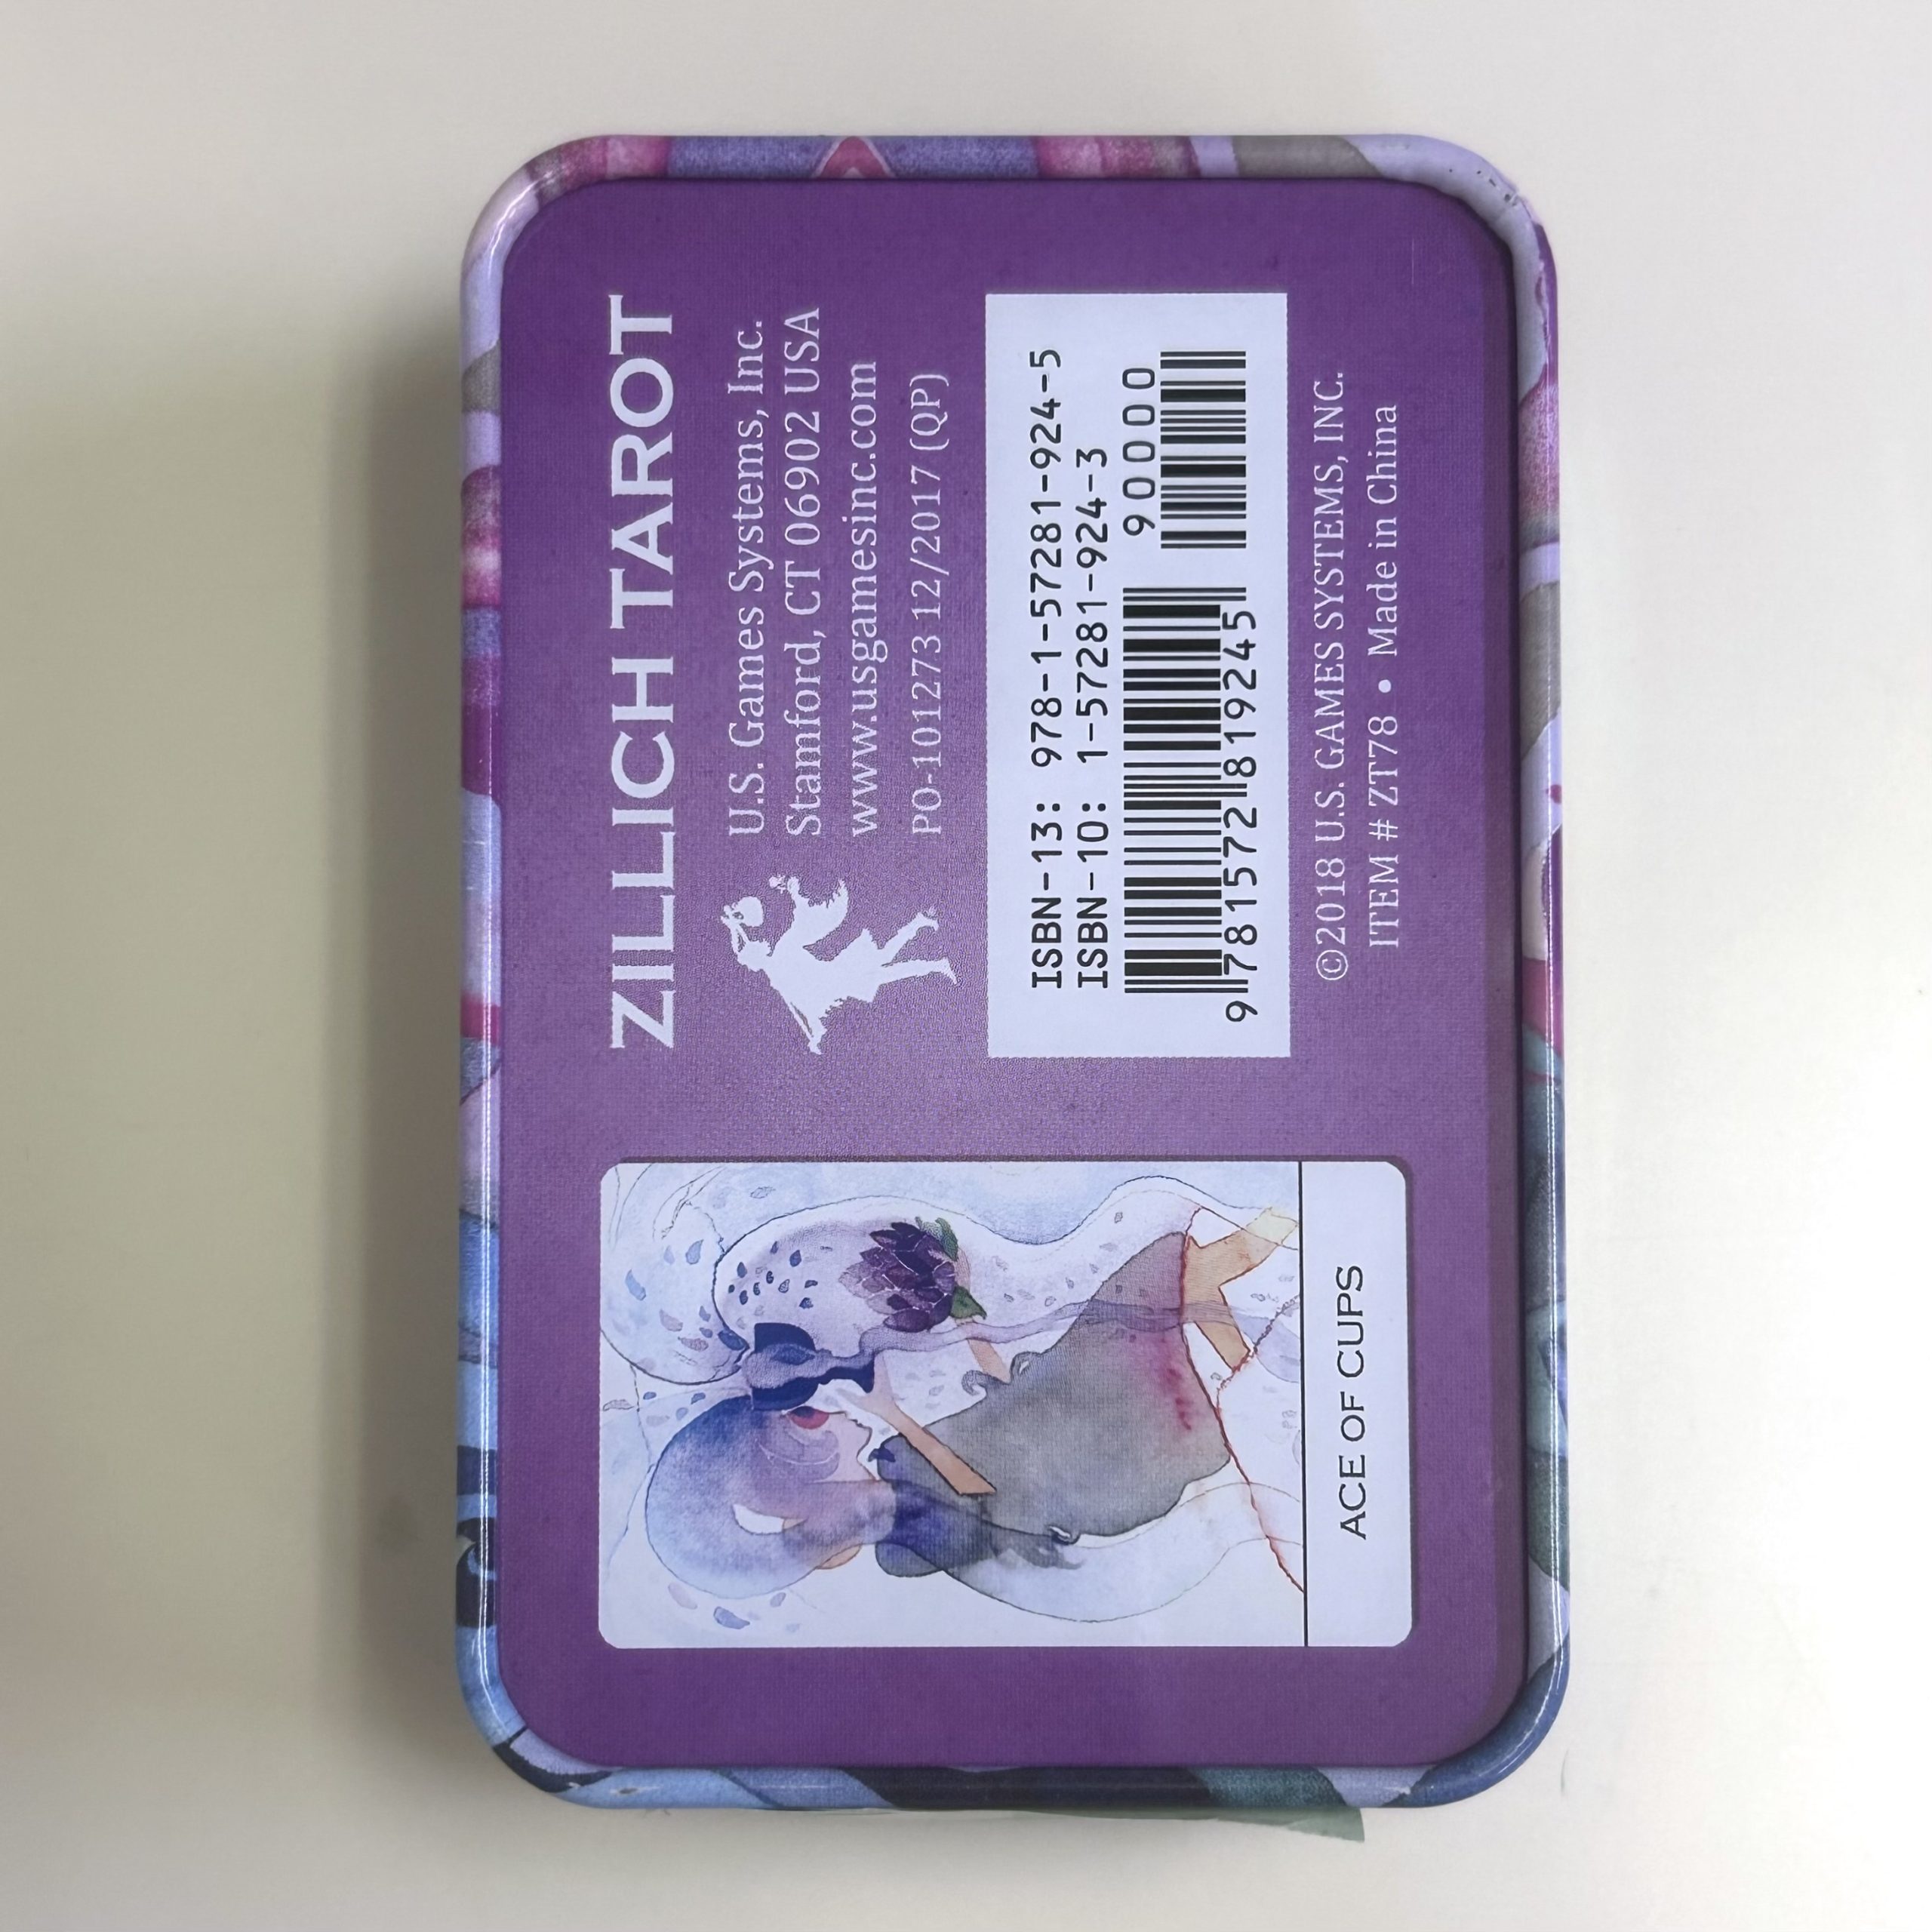 ZILLICH TAROT
U.S. Games Systems, Inc.
Stamford, CT 06902 USA
www.usgamesinc.com
PO-101273 12/2017 (QP)
ISBN-13: 978-1-57281-924-5
ISBN-10: 1-57281-924-3
90000
9 781572 819245
©2018 U.S. GAMES SYSTEMS, INC.
ITEM # ZT78 • Made in China
ACE OF CUPS